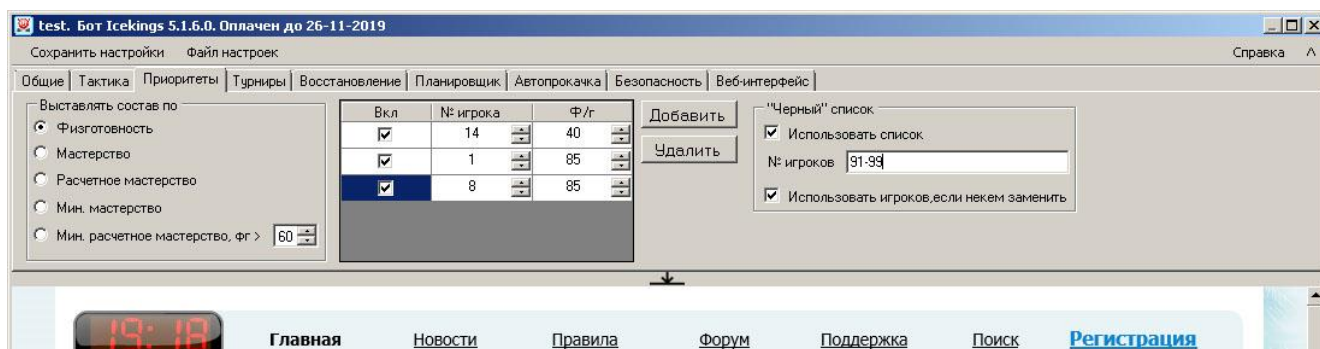 test. Бот Icekings 5.1.6.0. Оплачен до 26-11-2019
Сохранить настройки Файл настроек Справка ^
Общие Тактика Приоритеты Турниры Восстановление Планировщик Автопрокачка Безопасность Веб-интерфейс
Выставлять состав по
Физготовность
Мастерство
Расчетное мастерство
Мин. мастерство
Мин. расчетное мастерство, фг > 60
Вкл № игрока Ф/г
14 40
1 85
8 85
Добавить
Удалить
"Черный" список
Использовать список
№ игроков 91-99
Использовать игроков,если некем заменить
19:18
Главная Новости Правила Форум Поддержка Поиск Регистрация